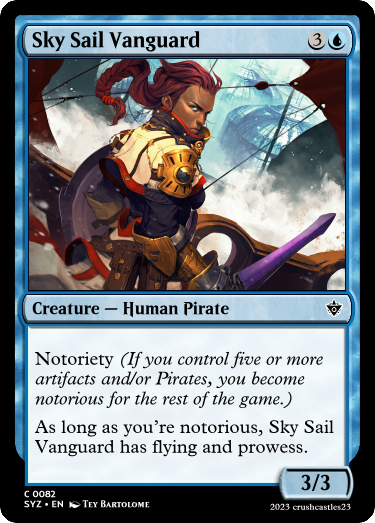 Sky Sail Vanguard 3
Creature — Human Pirate
Notoriety (If you control five or more
artifacts and/or Pirates, you become
notorious for the rest of the game.)
As long as you’re notorious, Sky Sail
Vanguard has flying and prowess.
3/3
C 0082
SYZ • EN Tey Bartolome
2023 crushcastles23